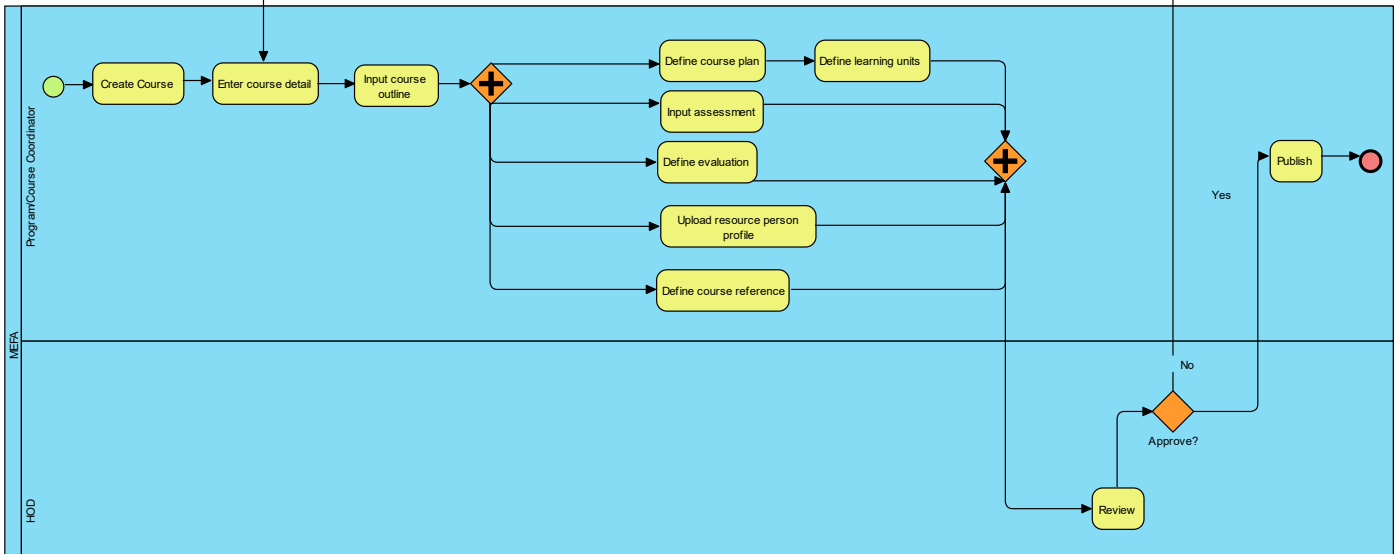 MEFA
Program/Course Coordinator
Create Course
Enter course detail
Input course
outline
Define course plan
Define learning units
Input assessment
Define evaluation
Upload resource person
profile
Define course reference
Publish
Yes
HOD
No
Approve?
Review